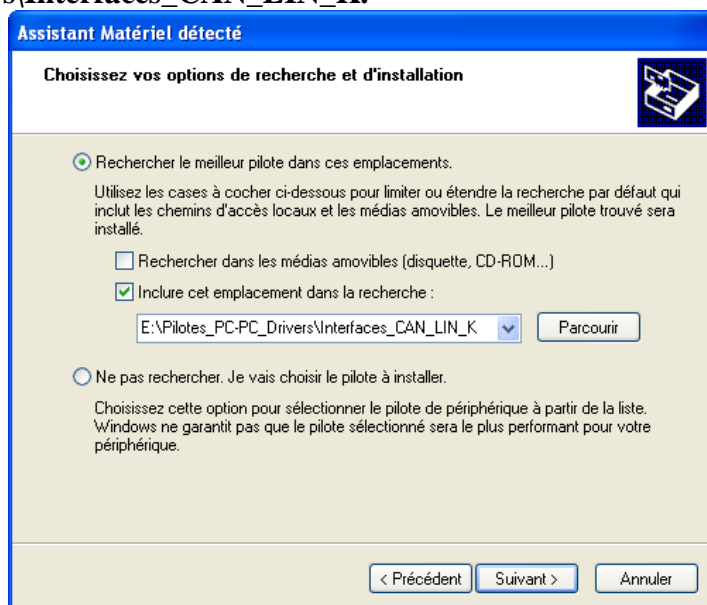 s\Interfaces_CAN_LIN_K.
Assistant Matériel détecté
Choisissez vos options de recherche et d'installation
Rechercher le meilleur pilote dans ces emplacements.
Utilisez les cases à cocher ci-dessous pour limiter ou étendre la recherche par défaut qui
inclut les chemins d'accès locaux et les médias amovibles. Le meilleur pilote trouvé sera
installé.
Rechercher dans les médias amovibles (disquette, CD-ROM...)
Inclure cet emplacement dans la recherche :
E:\Pilotes_PC-PC_Drivers\Interfaces_CAN_LIN_K
Parcourir
Ne pas rechercher. Je vais choisir le pilote à installer.
Choisissez cette option pour sélectionner le pilote de périphérique à partir de la liste.
Windows ne garantit pas que le pilote sélectionné sera le plus performant pour votre
périphérique.
< Précédent Suivant > Annuler